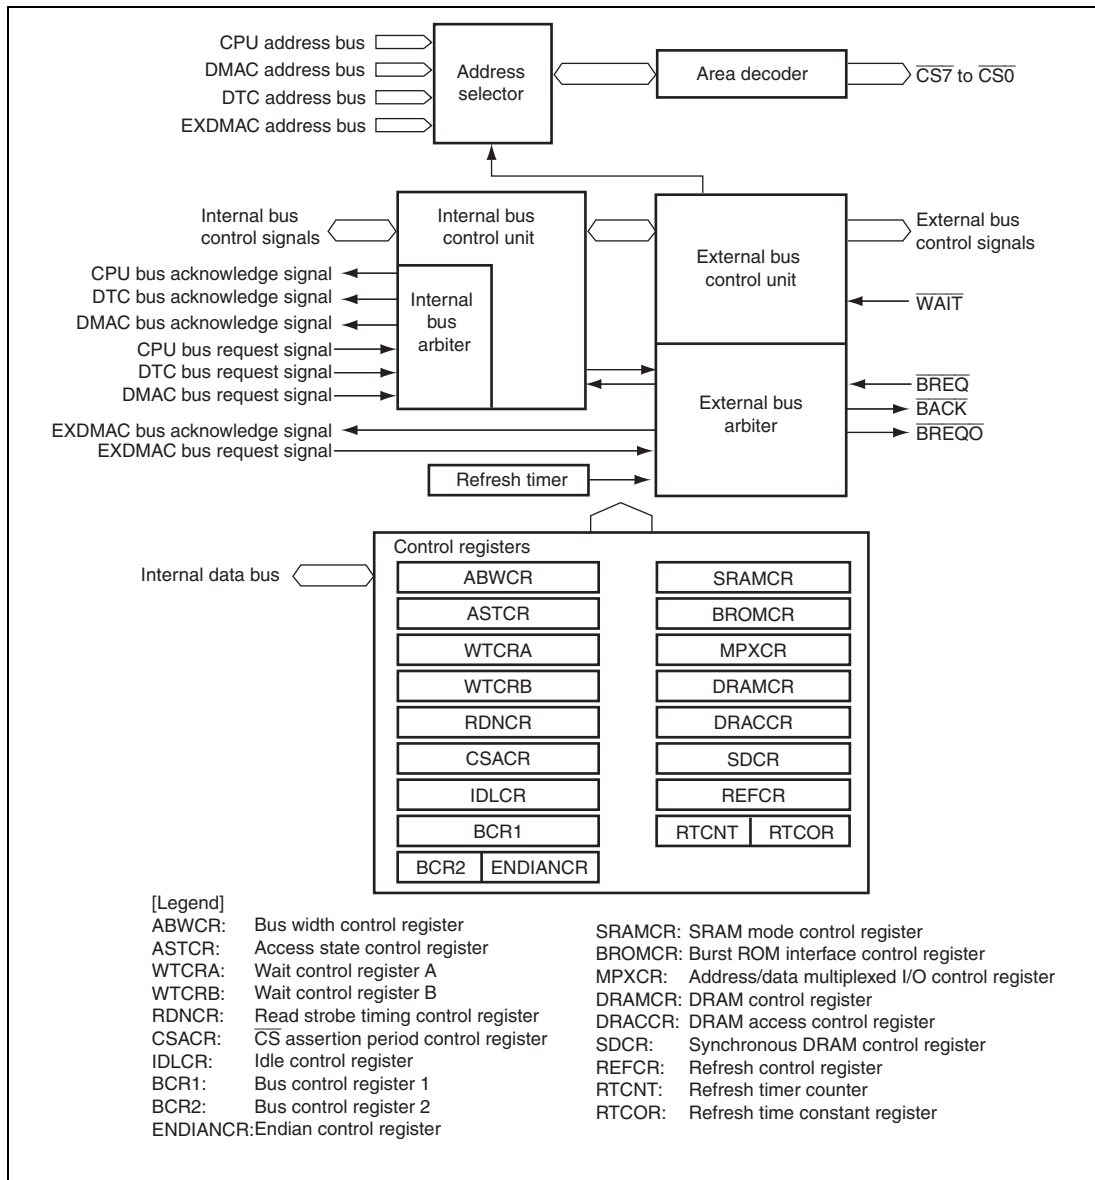 CPU address bus
DMAC address bus
DTC address bus
EXDMAC address bus
Address
selector
Area decoder
CS7 to CS0
Internal bus
control signals
Internal bus
control unit
External bus
control unit
External bus
control signals
CPU bus acknowledge signal
DTC bus acknowledge signal
DMAC bus acknowledge signal
CPU bus request signal
DTC bus request signal
DMAC bus request signal
Internal
bus
arbiter
WAIT
EXDMAC bus acknowledge signal
EXDMAC bus request signal
External bus
arbiter
BREQ
BACK
BREQO
Refresh timer
Internal data bus
Control registers
ABWCR
ASTCR
WTCRA
WTCRB
RDNCR
CSACR
IDLCR
BCR1
BCR2 ENDIANCR
SRAMCR
BROMCR
MPXCR
DRAMCR
DRACCR
SDCR
REFCR
RTCNT RTCOR
[Legend]
ABWCR: Bus width control register
ASTCR: Access state control register
WTCRA: Wait control register A
WTCRB: Wait control register B
RDNCR: Read strobe timing control register
CSACR: CS assertion period control register
IDLCR: Idle control register
BCR1: Bus control register 1
BCR2: Bus control register 2
ENDIANCR:Endian control register
SRAMCR: SRAM mode control register
BROMCR: Burst ROM interface control register
MPXCR: Address/data multiplexed I/O control register
DRAMCR: DRAM control register
DRACCR: DRAM access control register
SDCR: Synchronous DRAM control register
REFCR: Refresh control register
RTCNT: Refresh timer counter
RTCOR: Refresh time constant register